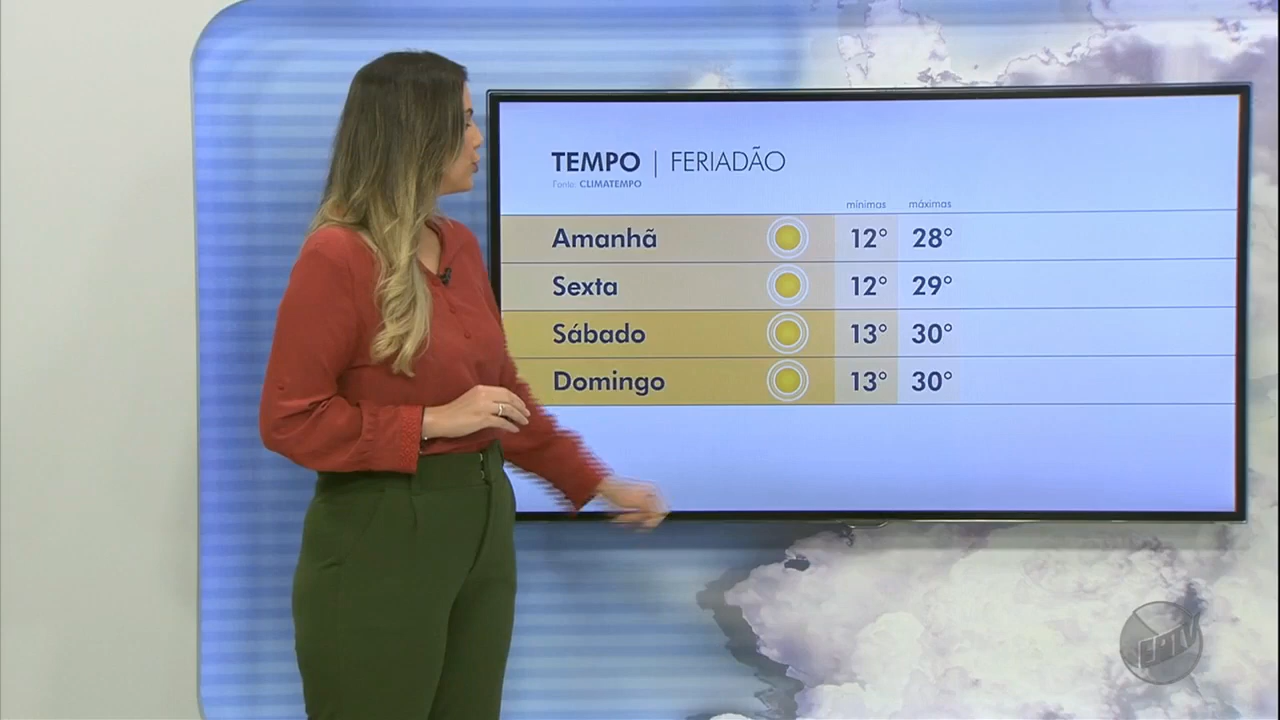 TEMPO | FERIADÃO
Fonte: CLIMATEMPO
mínimas máximas
Amanhã 12° 28°
Sexta 12° 29°
Sábado 13° 30°
Domingo 13° 30°
EPTV